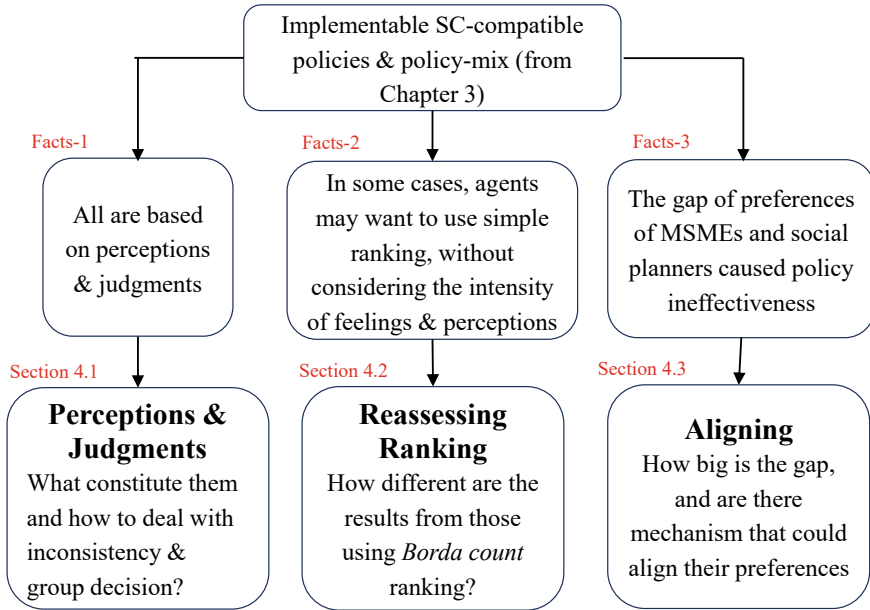 Implementable SC-compatible
policies & policy-mix (from
Chapter 3)
Facts-1
All are based
on perceptions
& judgments
Facts-2
In some cases, agents
may want to use simple
ranking, without
considering the intensity
of feelings & perceptions
Facts-3
The gap of preferences
of MSMEs and social
planners caused policy
ineffectiveness
Section 4.1
Perceptions &
Judgments
What constitute them
and how to deal with
inconsistency &
group decision?
Section 4.2
Reassessing
Ranking
How different are the
results from those
using Borda count
ranking?
Section 4.3
Aligning
How big is the gap,
and are there
mechanism that could
align their preferences